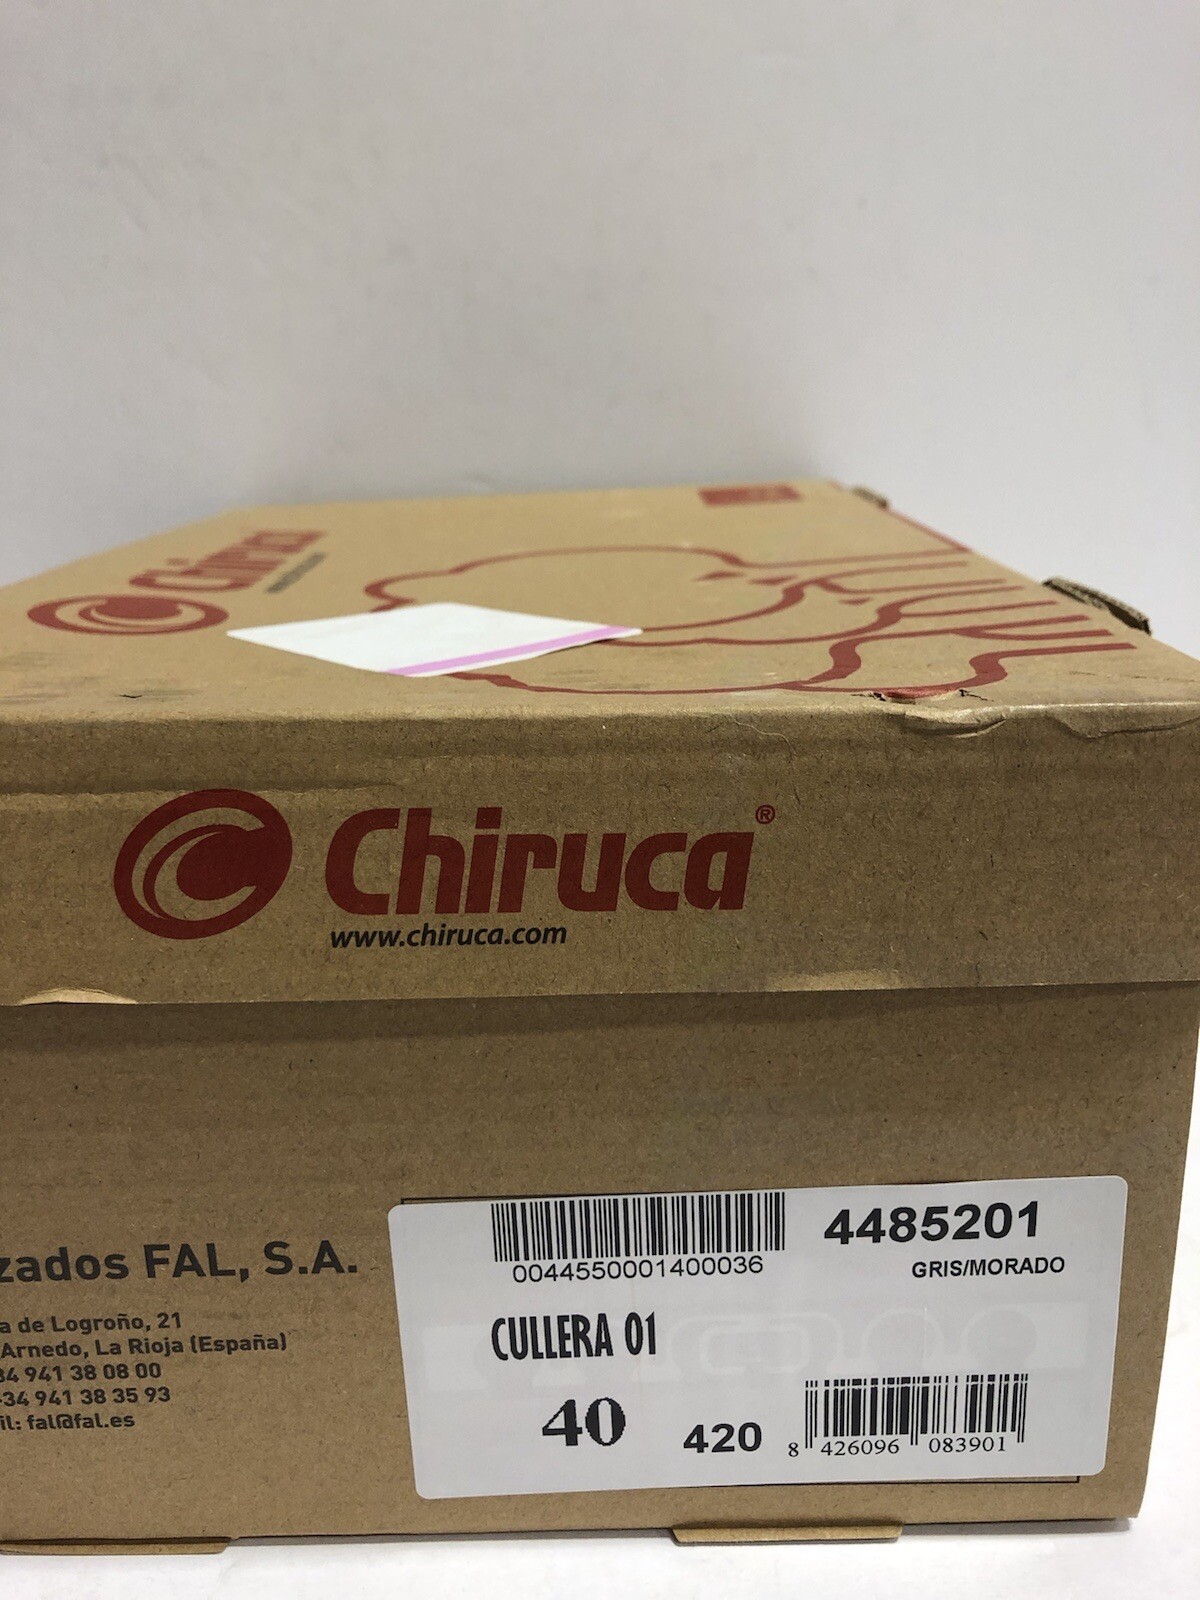 Chiruca
Chiruca®
www.chiruca.com
zados FAL, S.A.
a de Logroño, 21
Arnedo, La Rioja (España)
34 941 38 08 00
34 941 38 35 93
il: fal@fal.es
0044550001400036
4485201
GRIS/MORADO
CULLERA 01
40
420
8 426096 083901